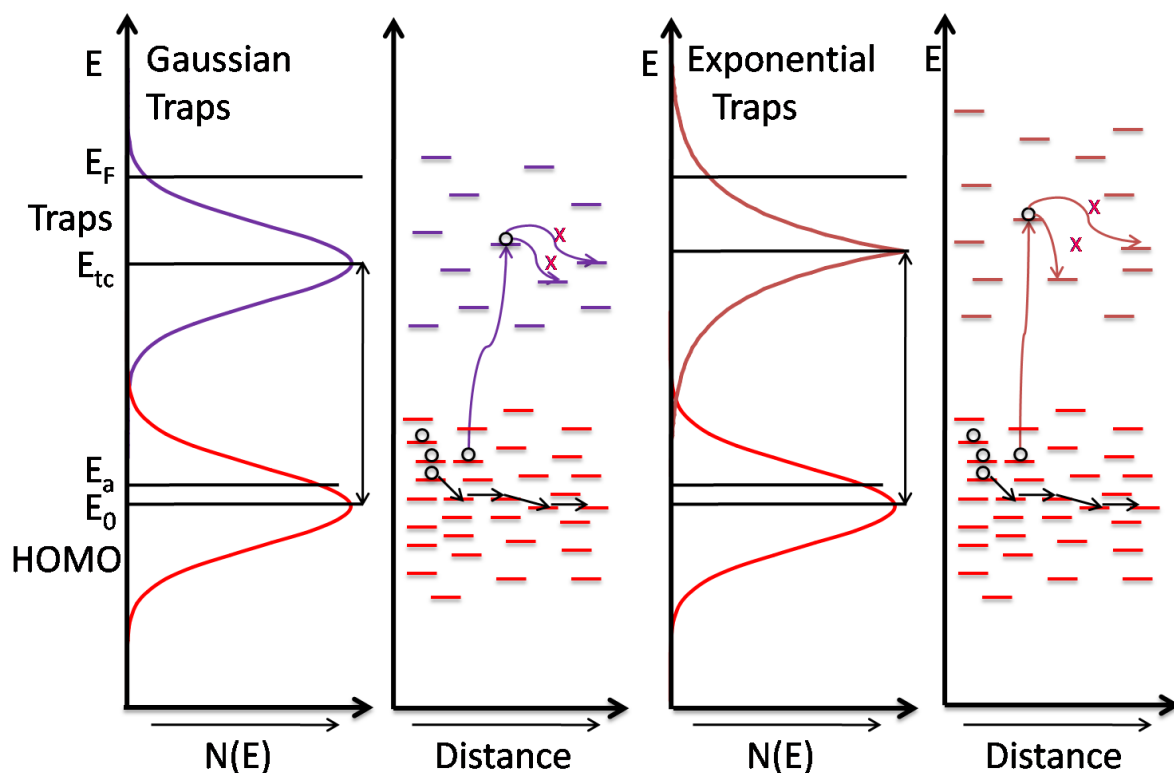 E
Gaussian
Traps
E_F
Traps
E_tc
E_a
E_0
HOMO
N(E)
X
X
Distance
E
Exponential
Traps
N(E)
E
X
X
Distance